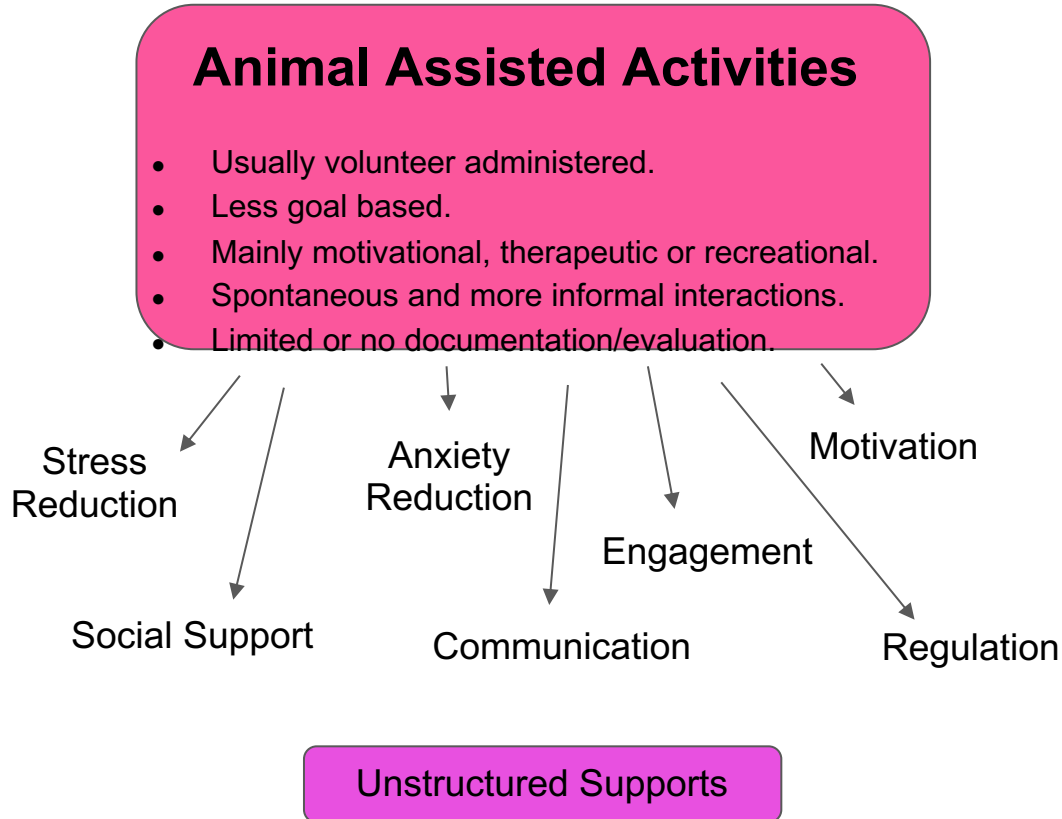 Animal Assisted Activities
● Usually volunteer administered.
● Less goal based.
● Mainly motivational, therapeutic or recreational.
● Spontaneous and more informal interactions.
● Limited or no documentation/evaluation.
Stress
Reduction
Anxiety
Reduction
Motivation
Engagement
Social Support
Communication
Regulation
Unstructured Supports